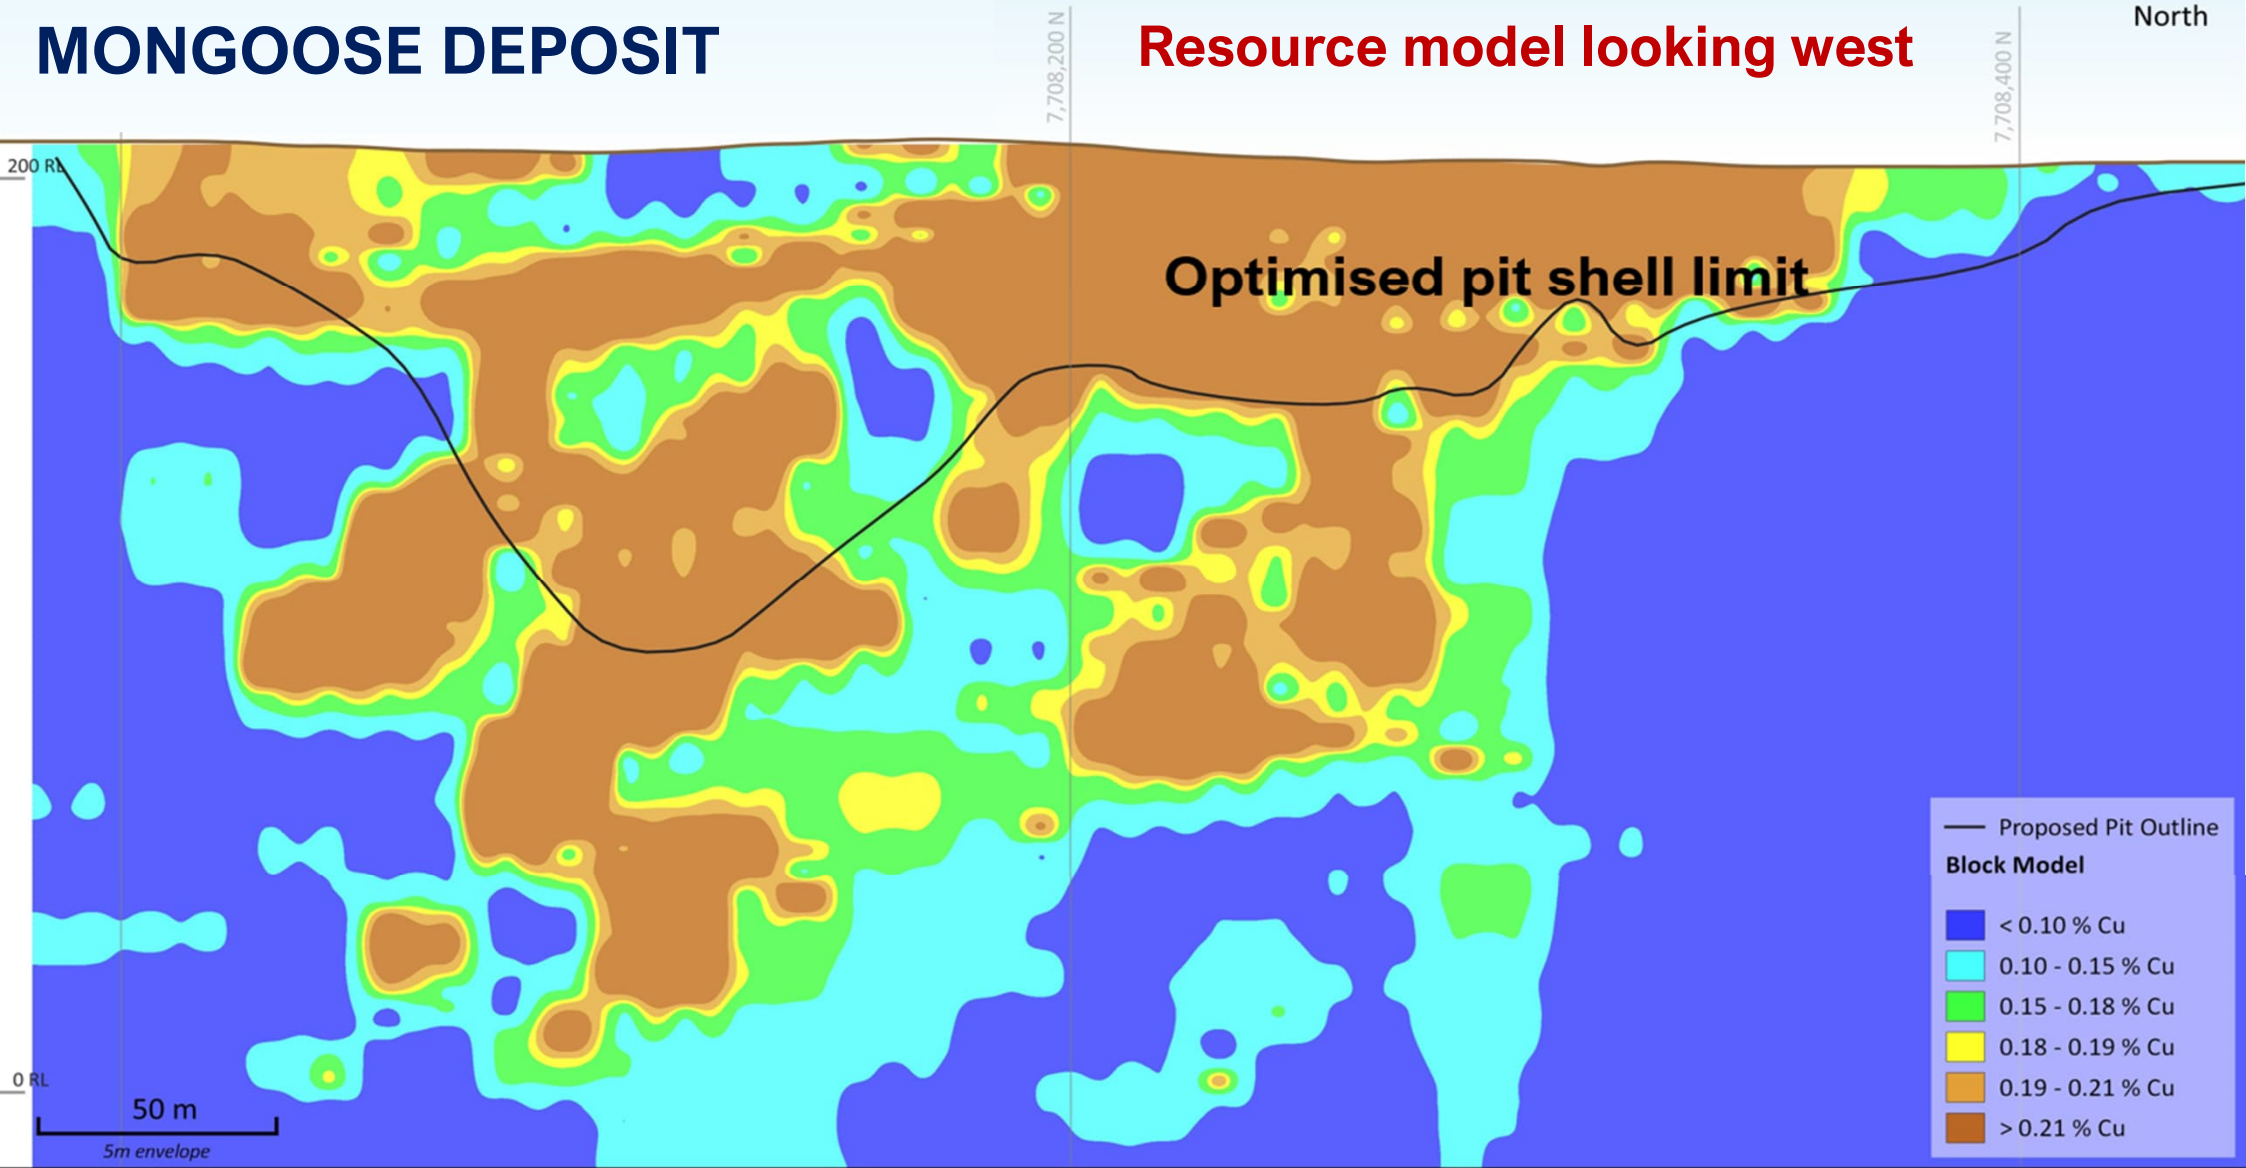 MONGOOSE DEPOSIT
Resource model looking west
North
7,708,200 N
7,708,400 N
200 RL
Optimised pit shell limit
Proposed Pit Outline
Block Model
< 0.10 % Cu
0.10 - 0.15 % Cu
0.15 - 0.18 % Cu
0.18 - 0.19 % Cu
0.19 - 0.21 % Cu
> 0.21 % Cu
0 RL
50 m
5m envelope